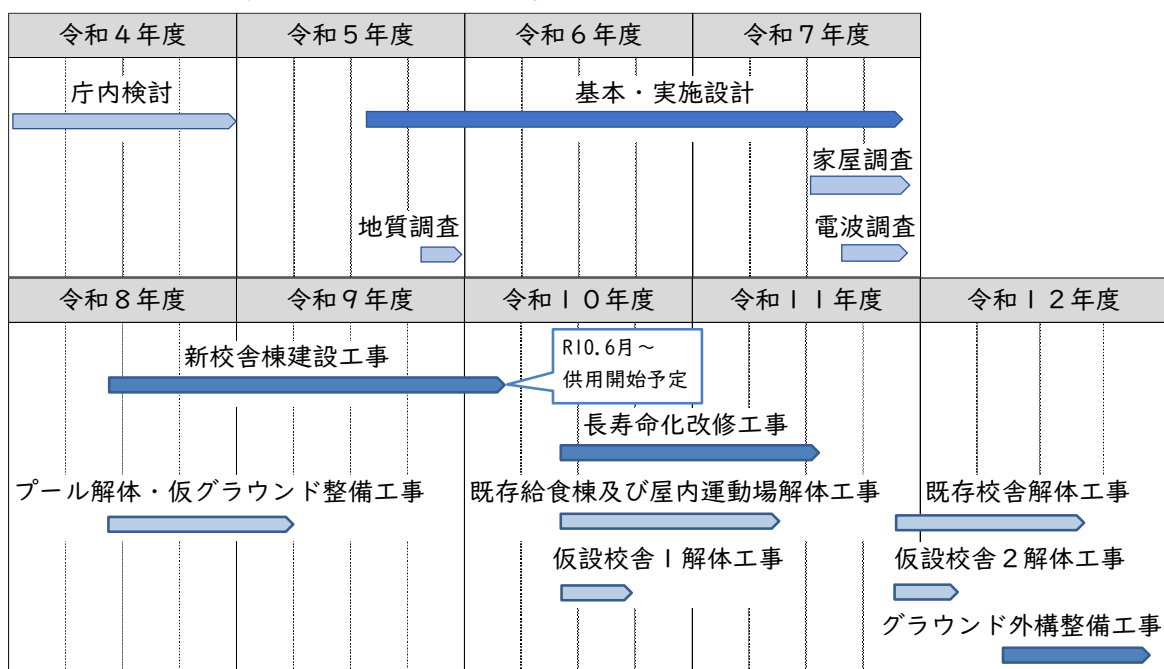 令和4年度 令和5年度 令和6年度 令和7年度
庁内検討 基本・実施設計
家屋調査
地質調査 電波調査
令和8年度 令和9年度 令和10年度 令和11年度 令和12年度
新校舎棟建設工事
R10.6月~
供用開始予定
長寿命化改修工事
プール解体・仮グラウンド整備工事 既存給食棟及び屋内運動場解体工事 既存校舎解体工事
仮設校舎1解体工事 仮設校舎2解体工事
グラウンド外構整備工事